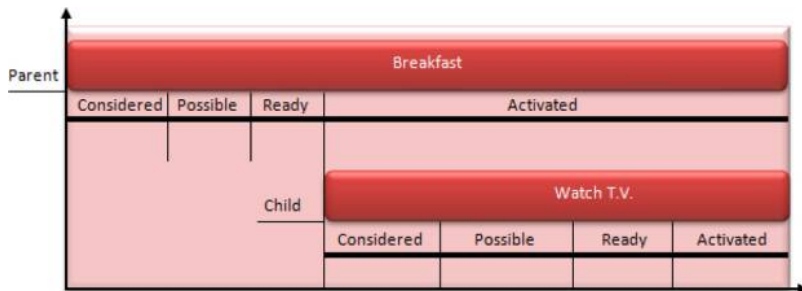 Breakfast
Parent
Considered Possible Ready Activated
Watch T.V.
Child
Considered Possible Ready Activated